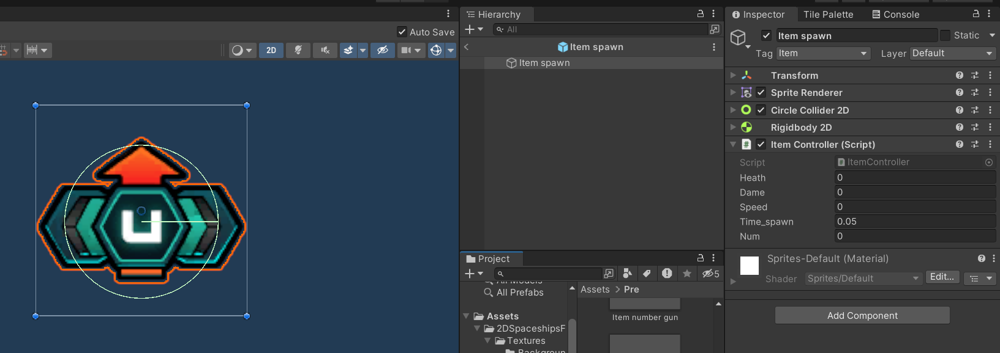 Auto Save
2D
U
Hierarchy
All
Item spawn
Item spawn
Project
5
All Models
All Prefabs
Assets
2DSpaceshipsF
Textures
Backgroun
Assets > Pre
Item number gun
Inspector
Tile Palette
Console
Item spawn
Static
Tag Item
Layer Default
Transform
Sprite Renderer
Circle Collider 2D
Rigidbody 2D
# Item Controller (Script)
Script # ItemController
Heath 0
Dame 0
Speed 0
Time_spawn 0.05
Num 0
Sprites-Default (Material)
Shader Sprites/Default Edit...
Add Component